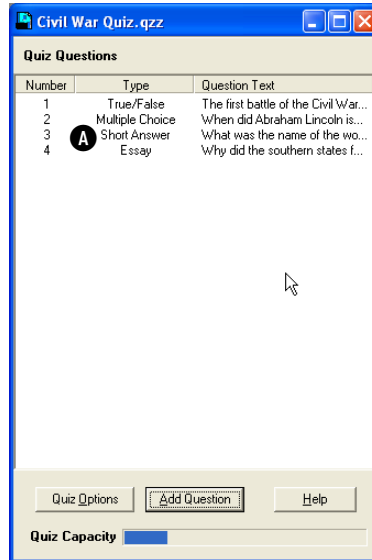 Civil War Quiz.qzz
Quiz Questions
Number Type Question Text
1 True/False The first battle of the Civil War...
2 Multiple Choice When did Abraham Lincoln is...
3 A Short Answer What was the name of the wo...
4 Essay Why did the southern states f...
Quiz Options Add Question Help
Quiz Capacity